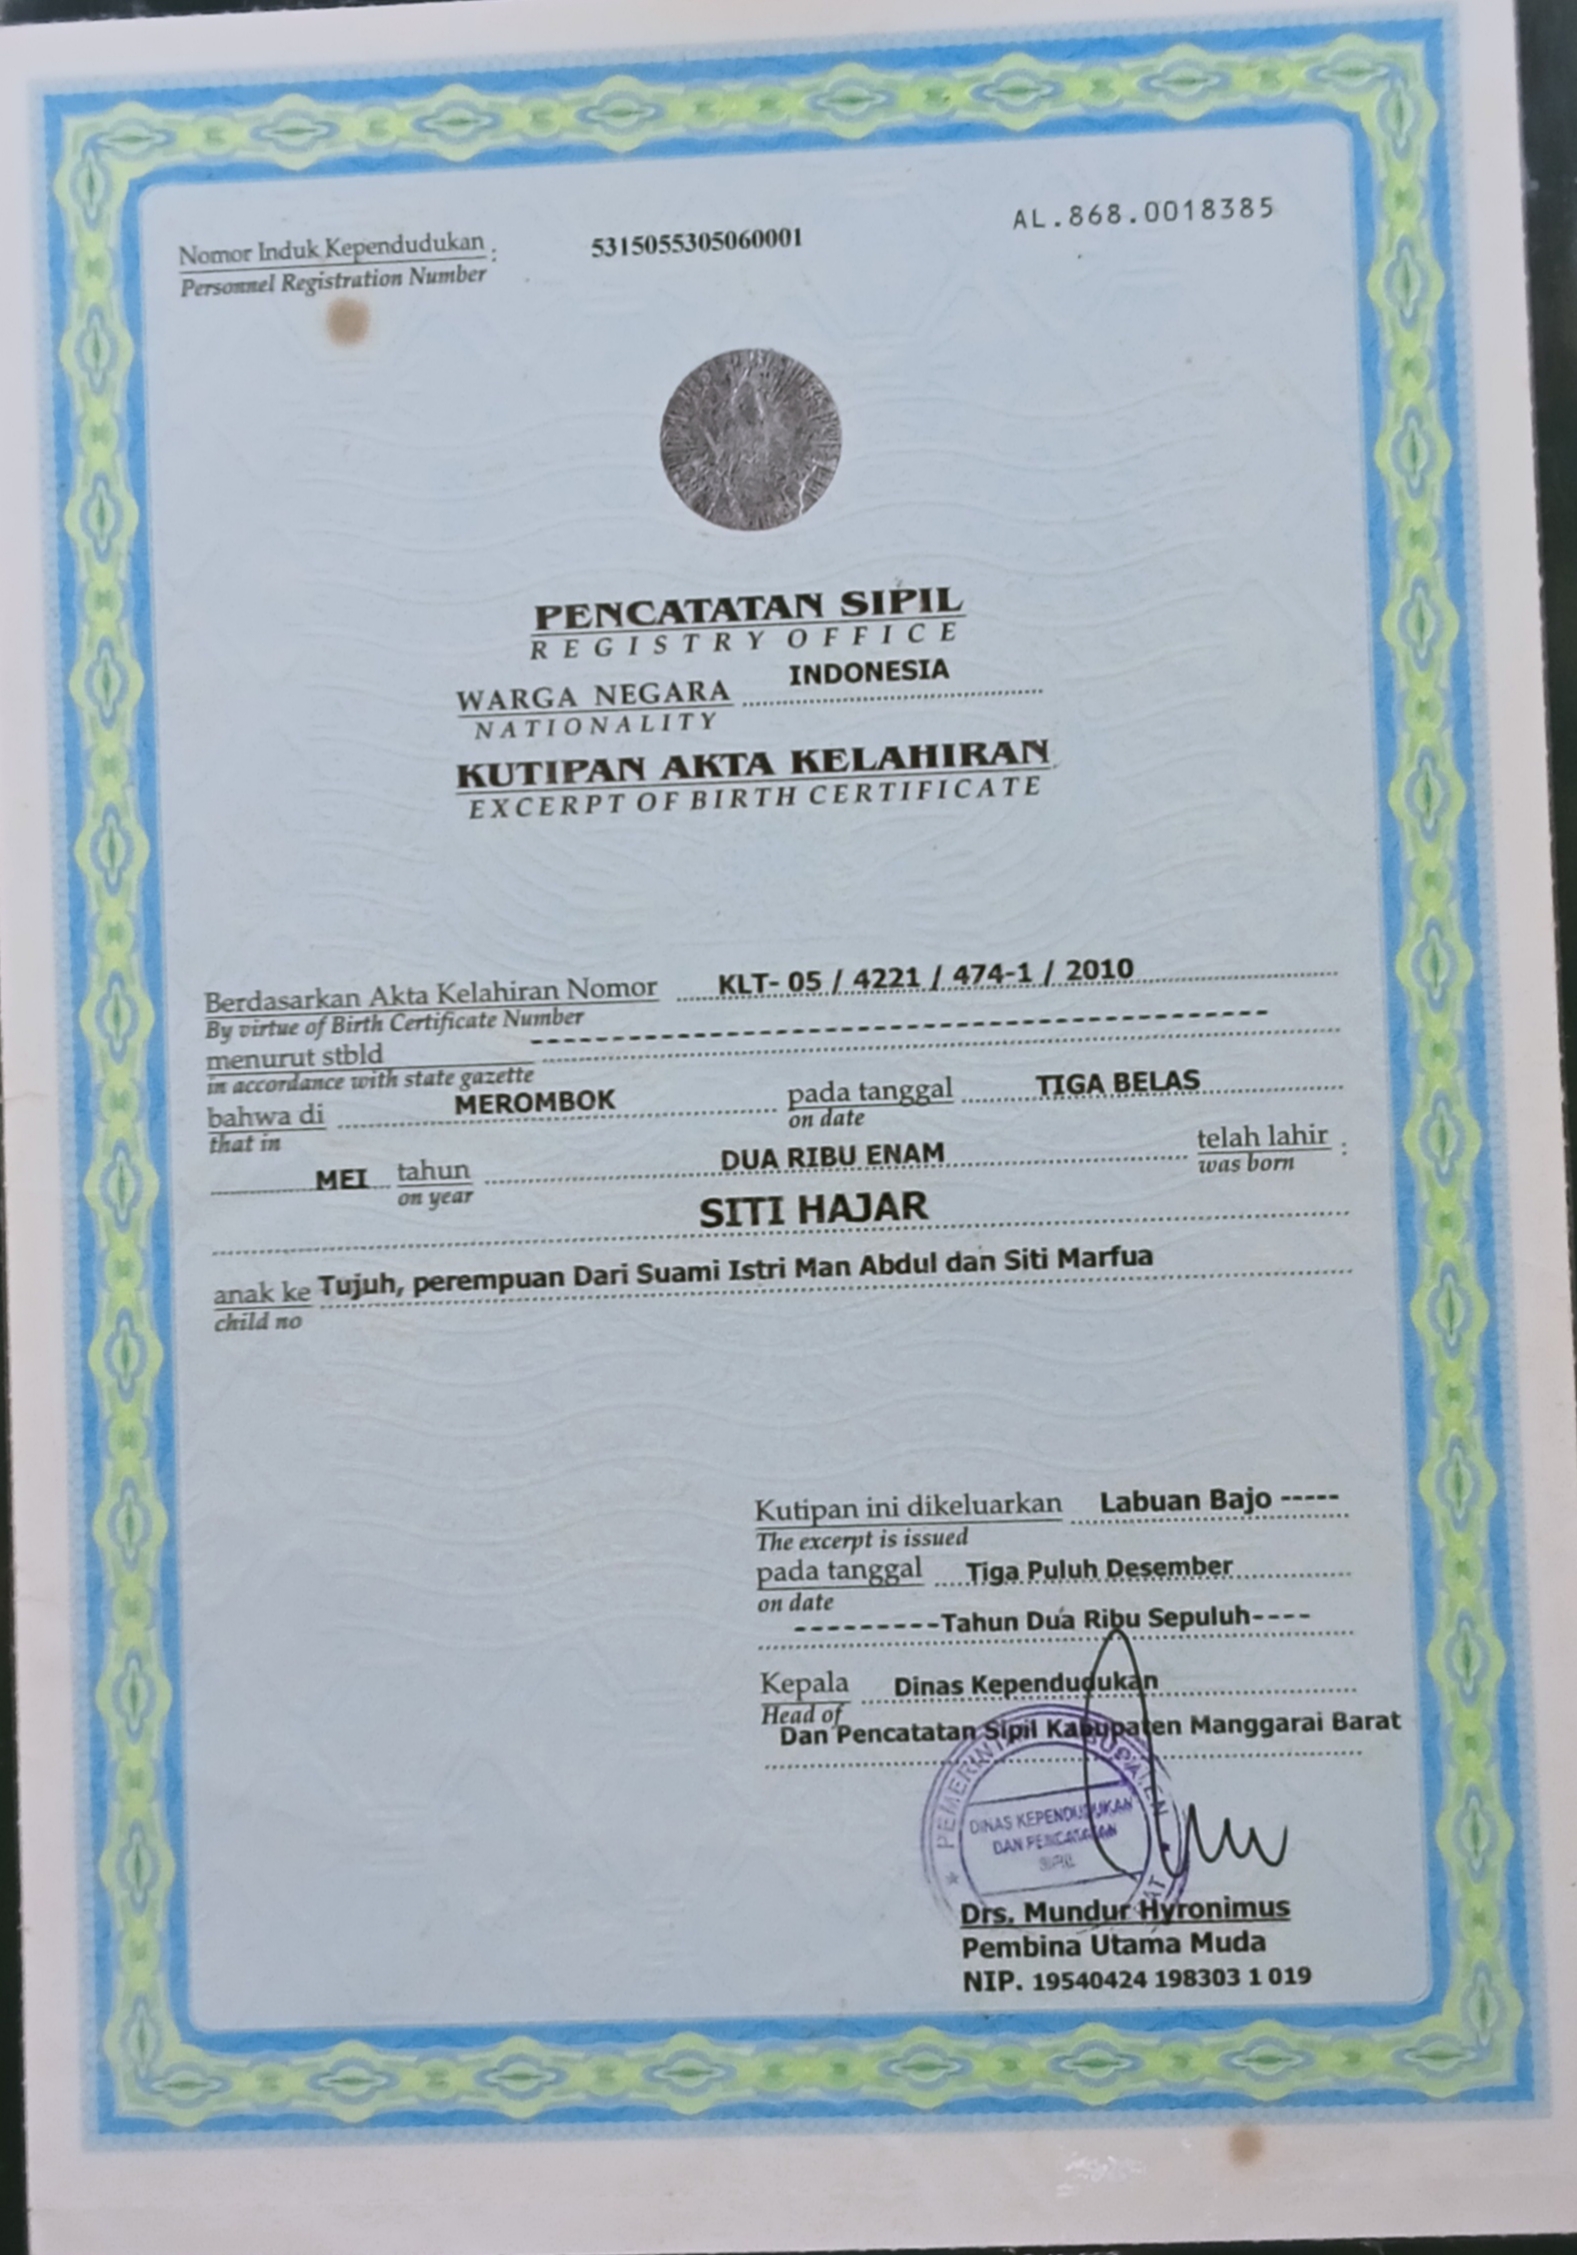 Nomor Induk Kependudukan : 5315055305060001 AL.868.0018385
Personnel Registration Number
PENCATATAN SIPIL
REGISTRY OFFICE
WARGA NEGARA INDONESIA
NATIONALITY
KUTIPAN AKTA KELAHIRAN
EXCERPT OF BIRTH CERTIFICATE
Berdasarkan Akta Kelahiran Nomor KLT- 05 / 4221 / 474-1 / 2010
By virtue of Birth Certificate Number
menurut stbld
in accordance with state gazette
bahwa di MEROMBOK pada tanggal TIGA BELAS
that in on date
MEI tahun DUA RIBU ENAM telah lahir :
on year was born
SITI HAJAR
anak ke Tujuh, perempuan Dari Suami Istri Man Abdul dan Siti Marfua
child no
Kutipan ini dikeluarkan Labuan Bajo -----
The excerpt is issued
pada tanggal Tiga Puluh Desember
on date
---------Tahun Dua Ribu Sepuluh----
Kepala Dinas Kependudukan
Head of
Dan Pencatatan Sipil Kabupaten Manggarai Barat
DINAS KEPENDUDUKAN
DAN PENCATATAN
SIPIL
Drs. Mundur Hyronimus
Pembina Utama Muda
NIP. 19540424 198303 1 019